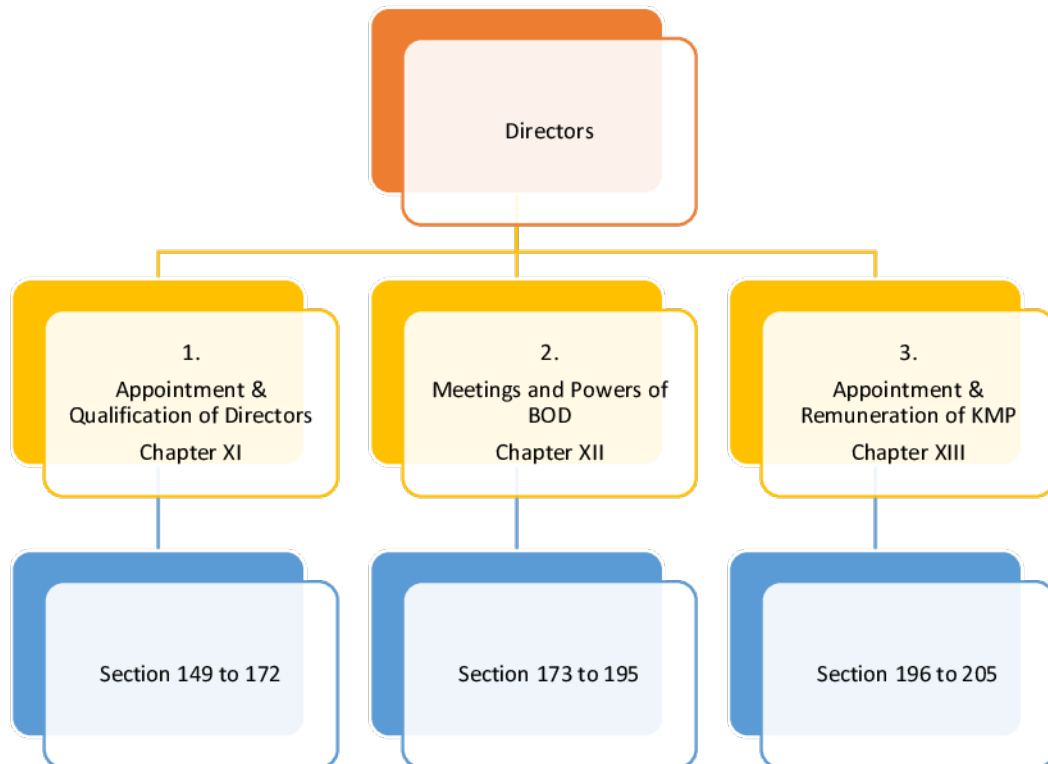 Directors
1.
Appointment &
Qualification of Directors
Chapter XI
2.
Meetings and Powers of
BOD
Chapter XII
3.
Appointment &
Remuneration of KMP
Chapter XIII
Section 149 to 172
Section 173 to 195
Section 196 to 205